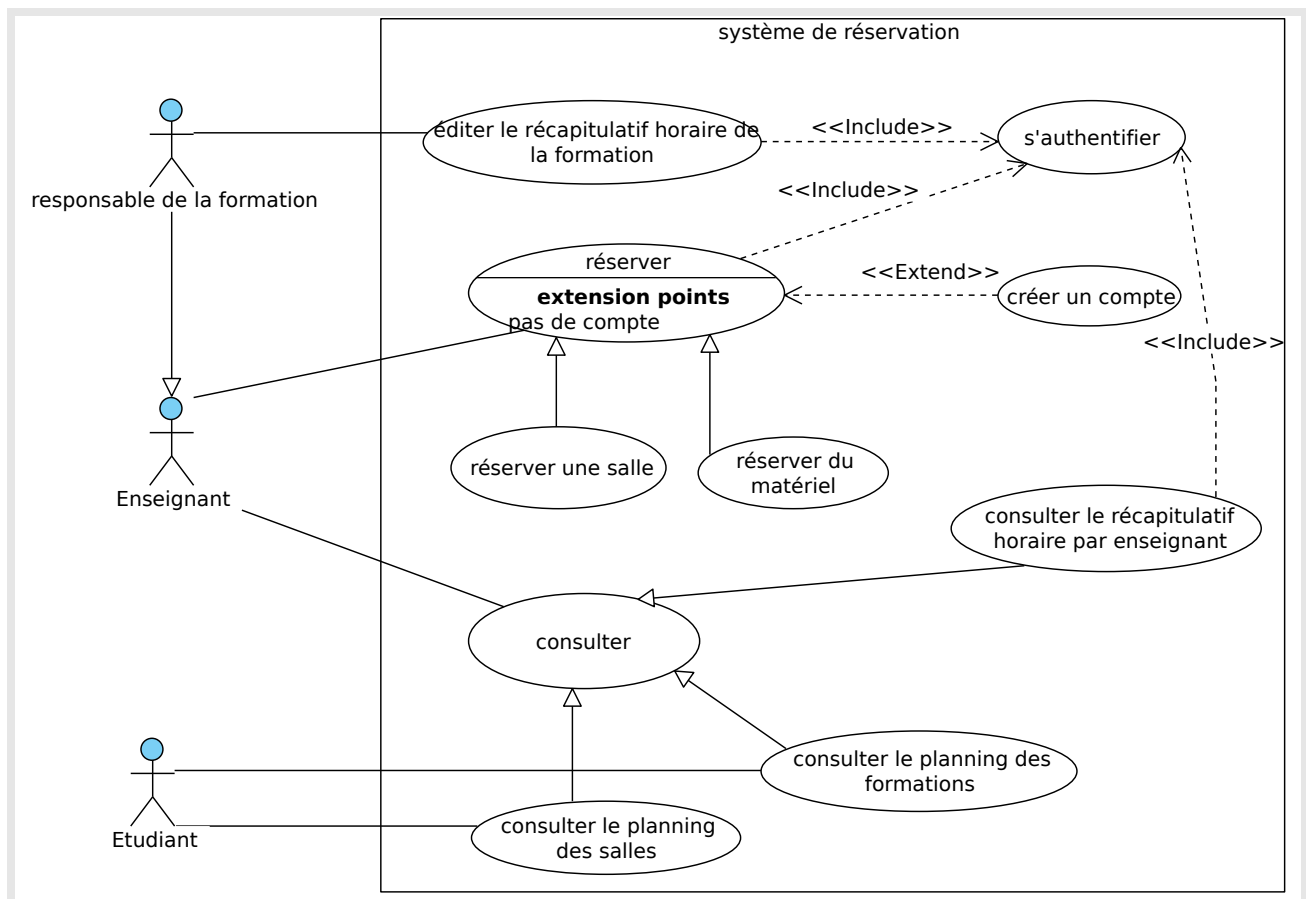 système de réservation
éditer le récapitulatif horaire de
la formation
<<Include>>
s'authentifier
responsable de la formation
<<Include>>
réserver
extension points
pas de compte
<<Extend>>
créer un compte
<<Include>>
réserver une salle
réserver du
matériel
Enseignant
consulter le récapitulatif
horaire par enseignant
consulter
consulter le planning des
formations
Etudiant
consulter le planning
des salles